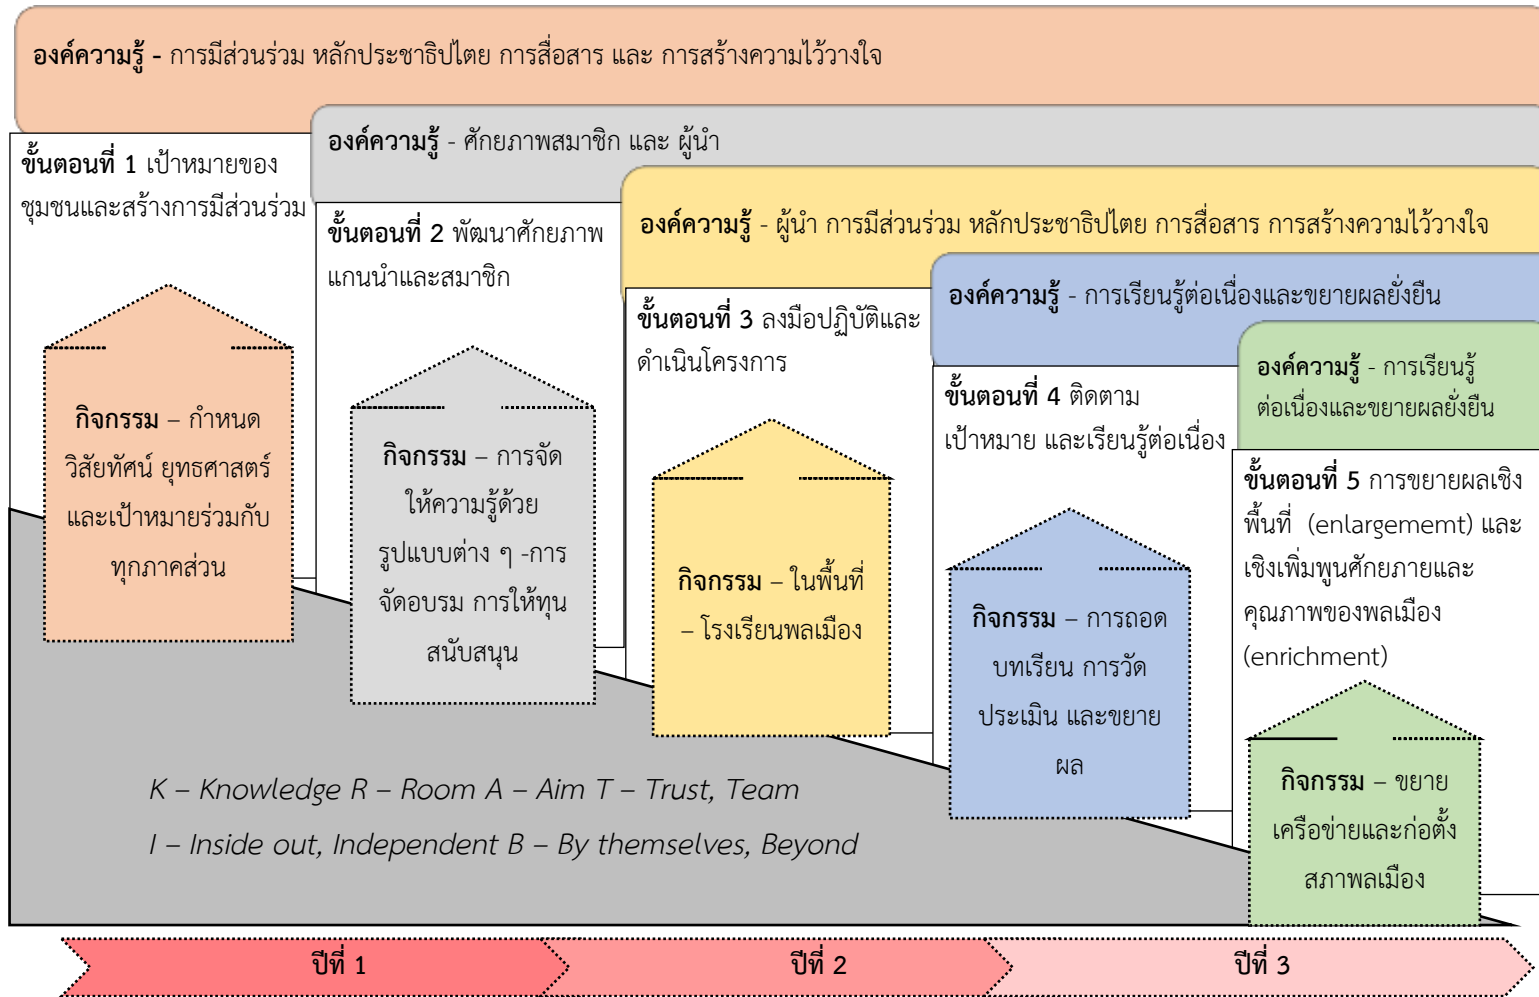 องค์ความรู้ - การมีส่วนร่วม หลักประชาธิปไตย การสื่อสาร และ การสร้างความไว้วางใจ
องค์ความรู้ - ศักยภาพสมาชิก และ ผู้นำ
องค์ความรู้ - ผู้นำ การมีส่วนร่วม หลักประชาธิปไตย การสื่อสาร การสร้างความไว้วางใจ
องค์ความรู้ - การเรียนรู้ต่อเนื่องและขยายผลยั่งยืน
องค์ความรู้ - การเรียนรู้
ต่อเนื่องและขยายผลยั่งยืน
ขั้นตอนที่ 1 เป้าหมายของ
ชุมชนและสร้างการมีส่วนร่วม
ขั้นตอนที่ 2 พัฒนาศักยภาพ
แกนนำและสมาชิก
ขั้นตอนที่ 3 ลงมือปฏิบัติและ
ดำเนินโครงการ
ขั้นตอนที่ 4 ติดตาม
เป้าหมาย และเรียนรู้ต่อเนื่อง
ขั้นตอนที่ 5 การขยายผลเชิง
พื้นที่ (enlargememt) และ
เชิงเพิ่มพูนศักยภายและ
คุณภาพของพลเมือง
(enrichment)
กิจกรรม – กำหนด
วิสัยทัศน์ ยุทธศาสตร์
และเป้าหมายร่วมกับ
ทุกภาคส่วน
กิจกรรม – การจัด
ให้ความรู้ด้วย
รูปแบบต่าง ๆ -การ
จัดอบรม การให้ทุน
สนับสนุน
กิจกรรม – ในพื้นที่
– โรงเรียนพลเมือง
กิจกรรม – การถอด
บทเรียน การวัด
ประเมิน และขยาย
ผล
กิจกรรม – ขยาย
เครือข่ายและก่อตั้ง
สภาพลเมือง
K – Knowledge R – Room A – Aim T – Trust, Team
I – Inside out, Independent B – By themselves, Beyond
ปีที่ 1
ปีที่ 2
ปีที่ 3